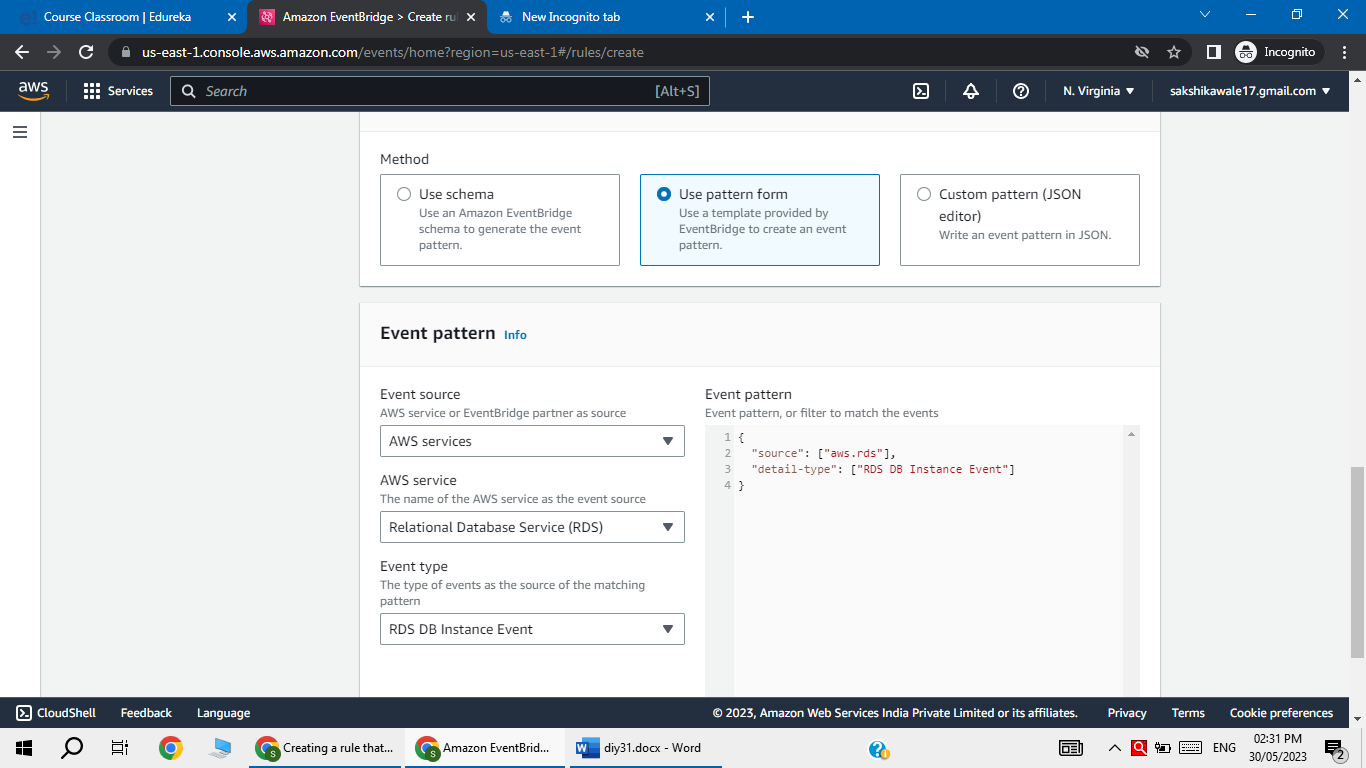 Course Classroom | Edureka
Amazon EventBridge > Create ru
New Incognito tab
us-east-1.console.aws.amazon.com/events/home?region=us-east-1#/rules/create
Incognito
aws
Services
Search
[Alt+S]
N. Virginia
sakshikawale17.gmail.com
Method
Use schema
Use an Amazon EventBridge
schema to generate the event
pattern.
Use pattern form
Use a template provided by
EventBridge to create an event
pattern.
Custom pattern (JSON
editor)
Write an event pattern in JSON.
Event pattern Info
Event source
AWS service or EventBridge partner as source
AWS services
AWS service
The name of the AWS service as the event source
Relational Database Service (RDS)
Event type
The type of events as the source of the matching
pattern
RDS DB Instance Event
Event pattern
Event pattern, or filter to match the events
1 {
2 "source": ["aws.rds"],
3 "detail-type": ["RDS DB Instance Event"]
4 }
CloudShell
Feedback
Language
© 2023, Amazon Web Services India Private Limited or its affiliates.
Privacy
Terms
Cookie preferences
Creating a rule that...
Amazon EventBrid...
diy31.docx - Word
ENG
02:31 PM
30/05/2023
2